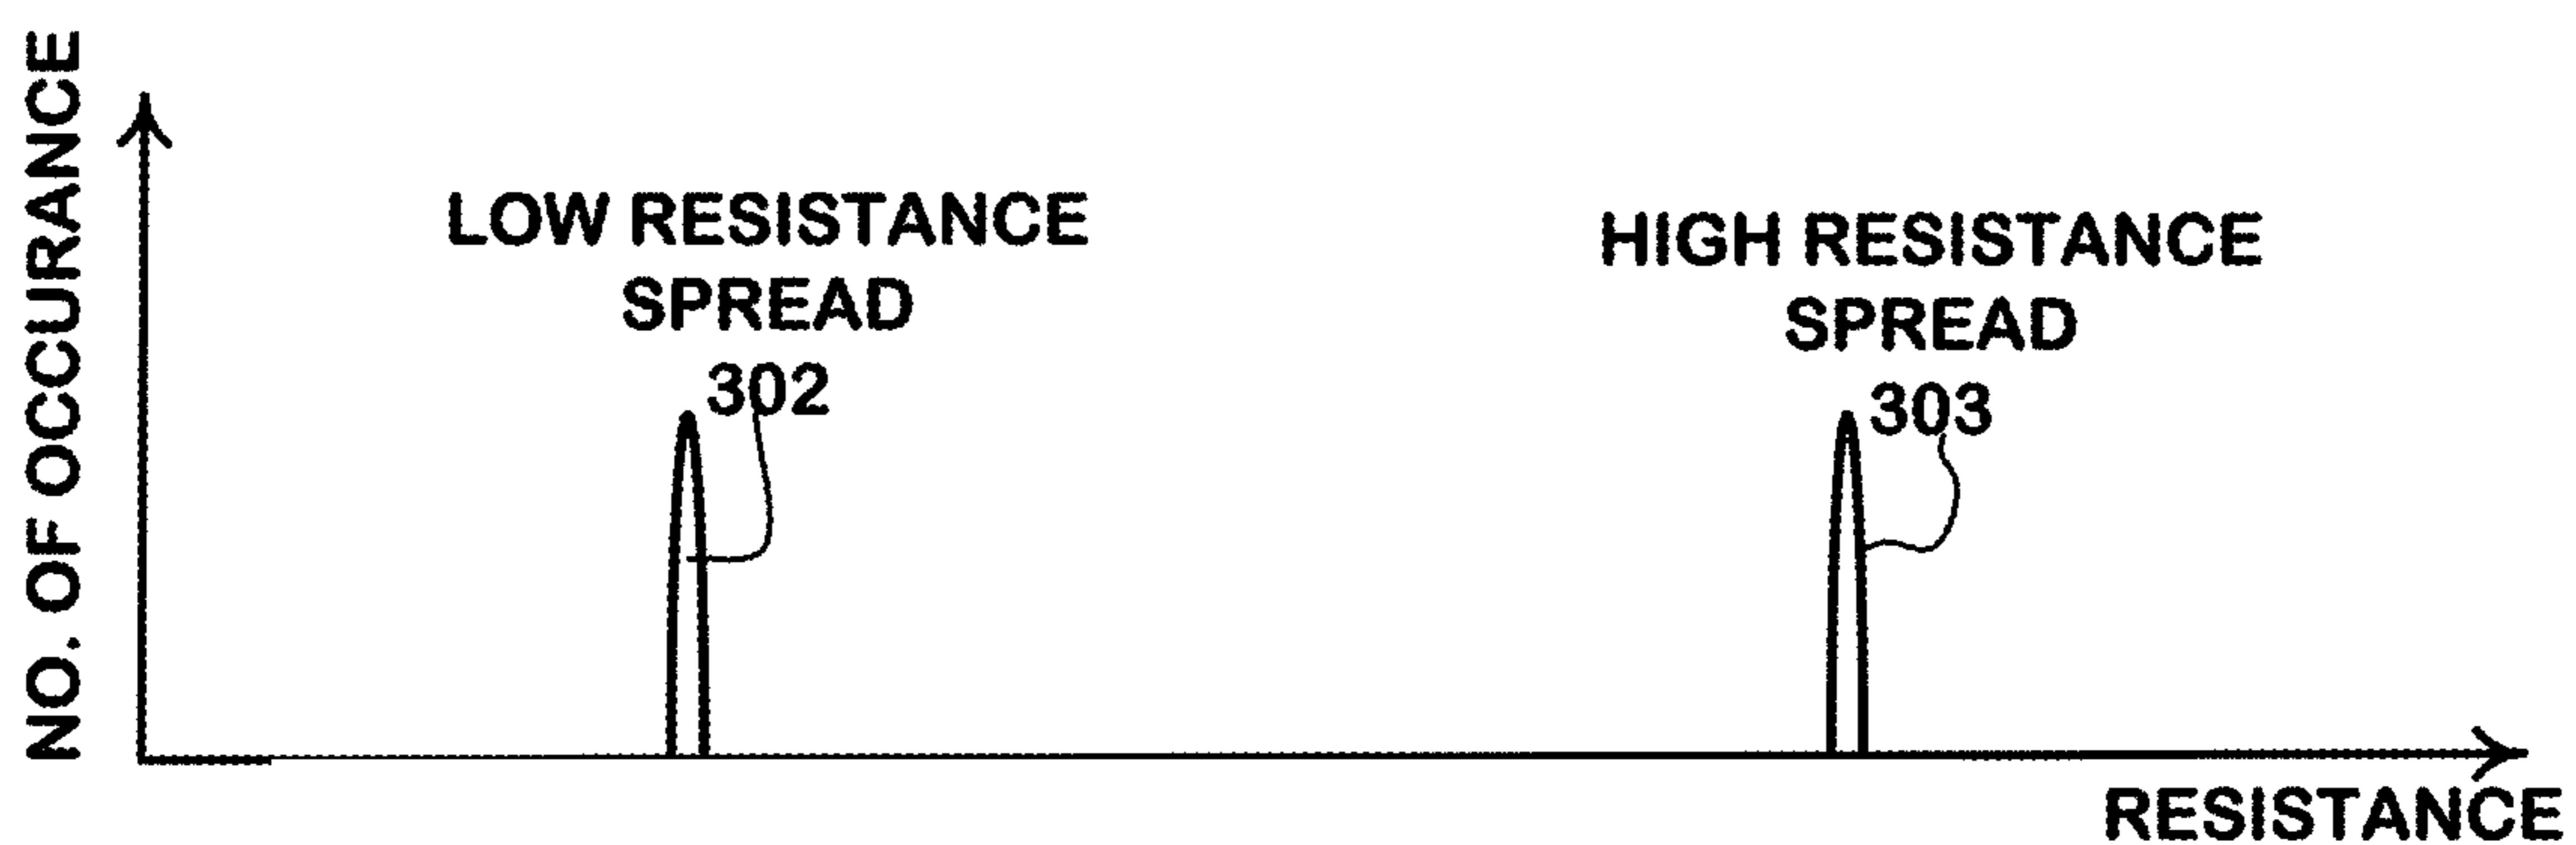 NO. OF OCCURANCE
LOW RESISTANCE
SPREAD
302
HIGH RESISTANCE
SPREAD
303
RESISTANCE